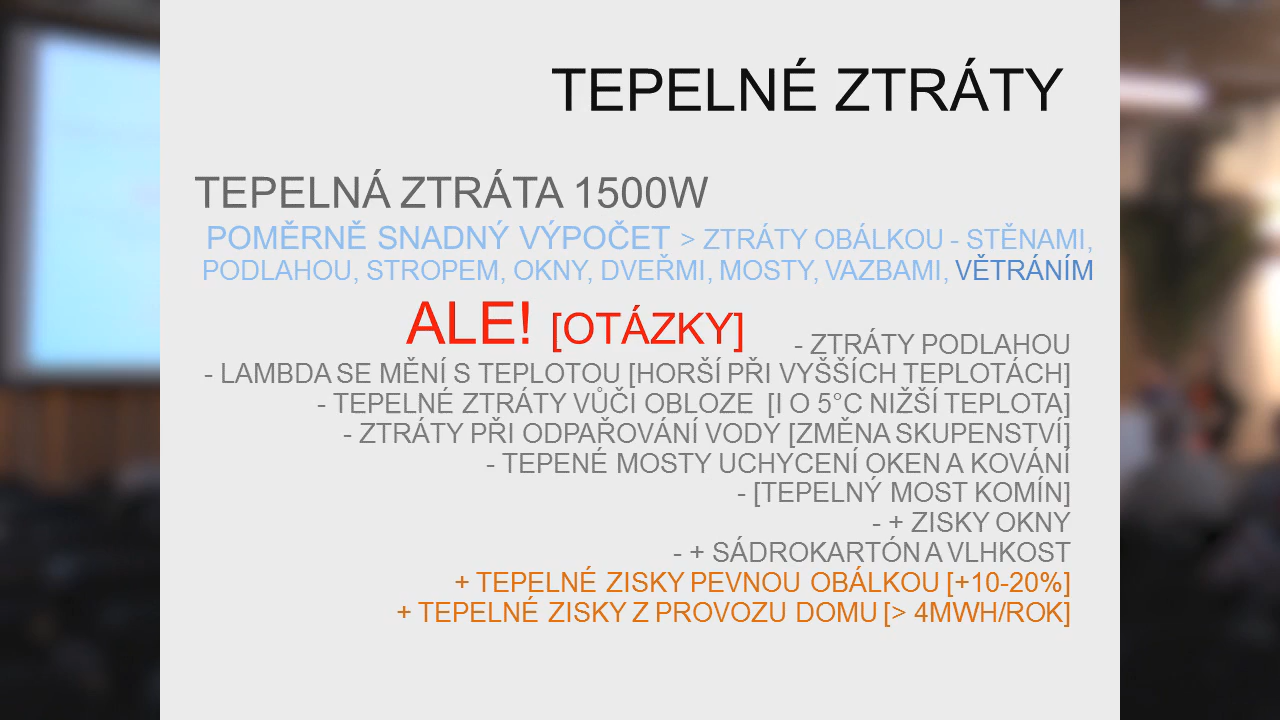 TEPELNÉ ZTRÁTY
TEPELNÁ ZTRÁTA 1500W
POMĚRNĚ SNADNÝ VÝPOČET > ZTRÁTY OBÁLKOU - STĚNAMI,
PODLAHOU, STROPEM, OKNY, DVEŘMI, MOSTY, VAZBAMI, VĚTRÁNÍM
ALE! [OTÁZKY]
- ZTRÁTY PODLAHOU
- LAMBDA SE MĚNÍ S TEPLOTOU [HORŠÍ PŘI VYŠŠÍCH TEPLOTÁCH]
- TEPELNÉ ZTRÁTY VŮČI OBLOZE [I O 5°C NIŽŠÍ TEPLOTA]
- ZTRÁTY PŘI ODPAŘOVÁNÍ VODY [ZMĚNA SKUPENSTVÍ]
- TEPENÉ MOSTY UCHYCENÍ OKEN A KOVÁNÍ
- [TEPELNÝ MOST KOMÍN]
- + ZISKY OKNY
- + SÁDROKARTÓN A VLHKOST
+ TEPELNÉ ZISKY PEVNOU OBÁLKOU [+10-20%]
+ TEPELNÉ ZISKY Z PROVOZU DOMU [> 4MWH/ROK]